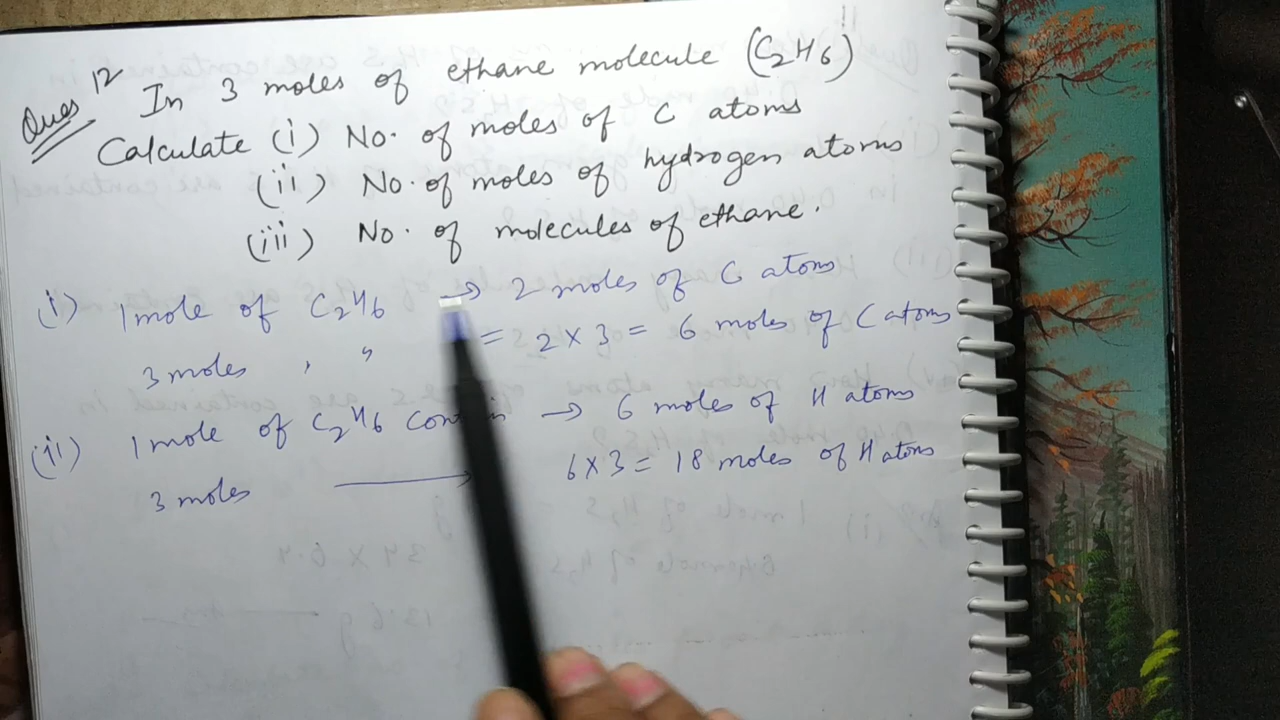 Ques 12 In 3 moles of ethane molecule (C2H6)
Calculate (i) No. of moles of C atoms
(ii) No. of moles of hydrogen atoms
(iii) No. of molecules of ethane.
(i) 1 mole of C2H6 → 2 moles of C atoms
3 moles , " = 2 × 3 = 6 moles of C atoms
(ii) 1 mole of C2H6 → 6 moles of H atoms
3 moles → 6 × 3 = 18 moles of H atoms